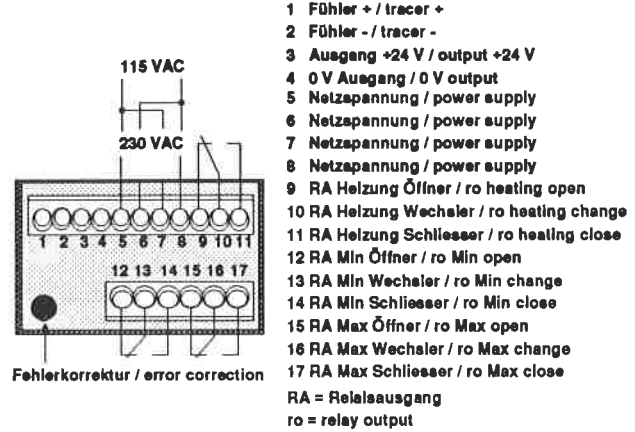 115 VAC
230 VAC
1 2 3 4 5 6 7 8 9 10 11
12 13 14 15 16 17
Fehlerkorrektur / error correction
1 Fühler + / tracer +
2 Fühler - / tracer -
3 Ausgang +24 V / output +24 V
4 0 V Ausgang / 0 V output
5 Netzspannung / power supply
6 Netzspannung / power supply
7 Netzspannung / power supply
8 Netzspannung / power supply
9 RA Heizung Öffner / ro heating open
10 RA Heizung Wechsler / ro heating change
11 RA Heizung Schliesser / ro heating close
12 RA Min Öffner / ro Min open
13 RA Min Wechsler / ro Min change
14 RA Min Schliesser / ro Min close
15 RA Max Öffner / ro Max open
16 RA Max Wechsler / ro Max change
17 RA Max Schliesser / ro Max close
RA = Relaisausgang
ro = relay output